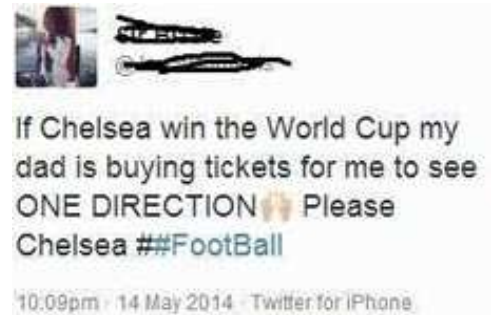 If Chelsea win the World Cup my
dad is buying tickets for me to see
ONE DIRECTION🙌🏻 Please
Chelsea ##FootBall
10:09pm · 14 May 2014 · Twitter for iPhone